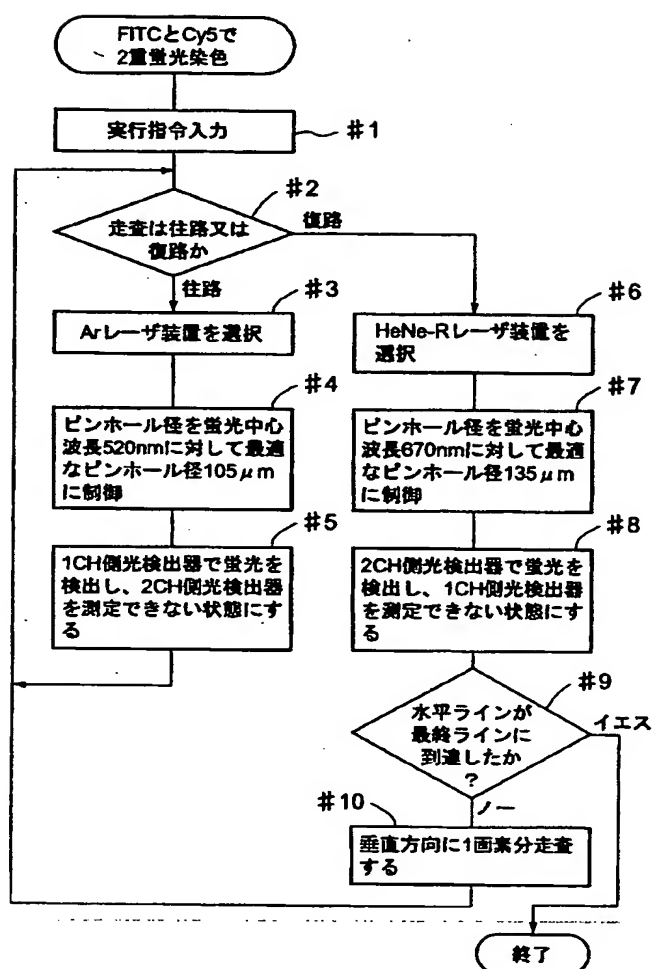 FITCとCy5で
2重蛍光染色
実行指令入力
#1
#2
走査は往路又は
復路か
復路
往路
#3
Arレーザ装置を選択
#4
ピンホール径を蛍光中心
波長520nmに対して最適
なピンホール径105μm
に制御
#5
1CH側光検出器で蛍光を
検出し、2CH側光検出器
を測定できない状態にす
る
#6
HeNe-Rレーザ装置を
選択
#7
ピンホール径を蛍光中心
波長670nmに対して最適
なピンホール径135μm
に制御
#8
2CH側光検出器で蛍光を
検出し、1CH側光検出器
を測定できない状態にす
る
#9
水平ラインが
最終ラインに
到達したか
?
イエス
ノー
#10
垂直方向に1画素分走査
する
終了